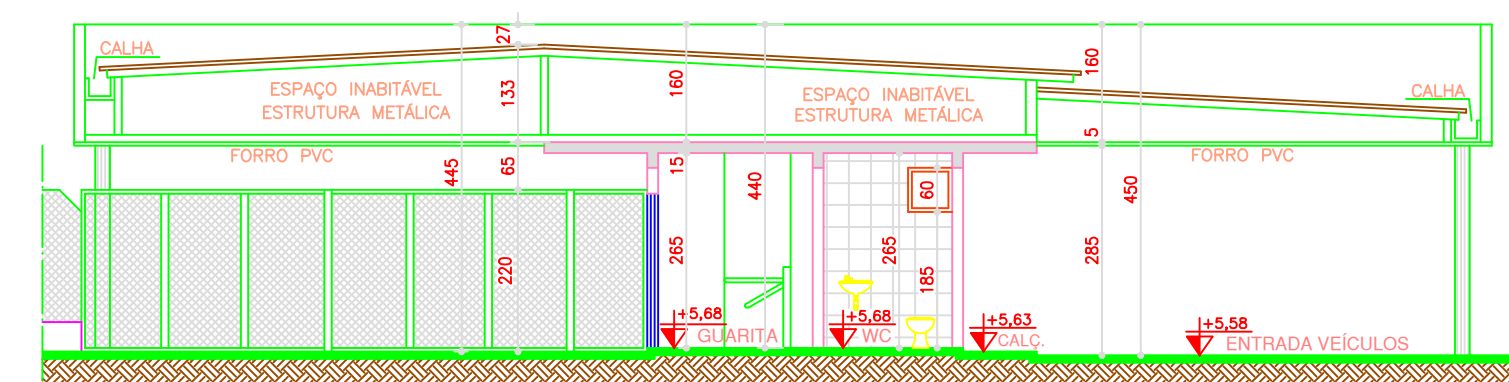 CALHA
27
ESPAÇO INABITÁVEL
ESTRUTURA METÁLICA
133
160
ESPAÇO INABITÁVEL
ESTRUTURA METÁLICA
160
CALHA
FORRO PVC
445
65
15
440
60
5
450
FORRO PVC
220
265
265
185
285
+5,68
GUARITA
+5,68
WC
+5,63
CALÇ.
+5,58
ENTRADA VEÍCULOS